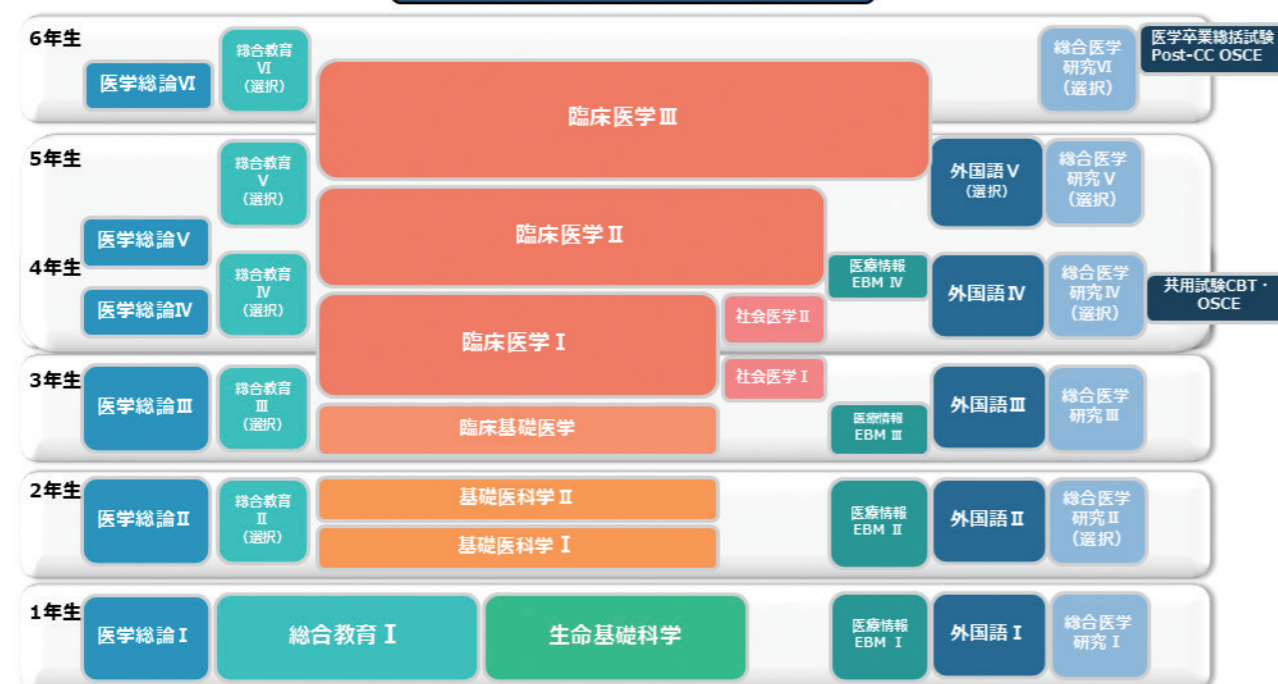 6年生
医学総論Ⅵ
総合教育
Ⅵ
(選択)
臨床医学Ⅲ
総合医学
研究Ⅵ
(選択)
医学卒業総括試験
Post-CC OSCE
5年生
医学総論Ⅴ
総合教育
Ⅴ
(選択)
臨床医学Ⅱ
外国語Ⅴ
(選択)
総合医学
研究Ⅴ
(選択)
4年生
医学総論Ⅳ
総合教育
Ⅳ
(選択)
臨床医学Ⅰ
社会医学Ⅱ
医療情報
EBM Ⅳ
外国語Ⅳ
総合医学
研究Ⅳ
(選択)
共用試験CBT・
OSCE
3年生
医学総論Ⅲ
総合教育
Ⅲ
(選択)
臨床基礎医学
社会医学Ⅰ
医療情報
EBM Ⅲ
外国語Ⅲ
総合医学
研究Ⅲ
2年生
医学総論Ⅱ
総合教育
Ⅱ
(選択)
基礎医科学Ⅱ
基礎医科学Ⅰ
医療情報
EBM Ⅱ
外国語Ⅱ
総合医学
研究Ⅱ
(選択)
1年生
医学総論Ⅰ
総合教育Ⅰ
生命基礎科学
医療情報
EBM Ⅰ
外国語Ⅰ
総合医学
研究Ⅰ